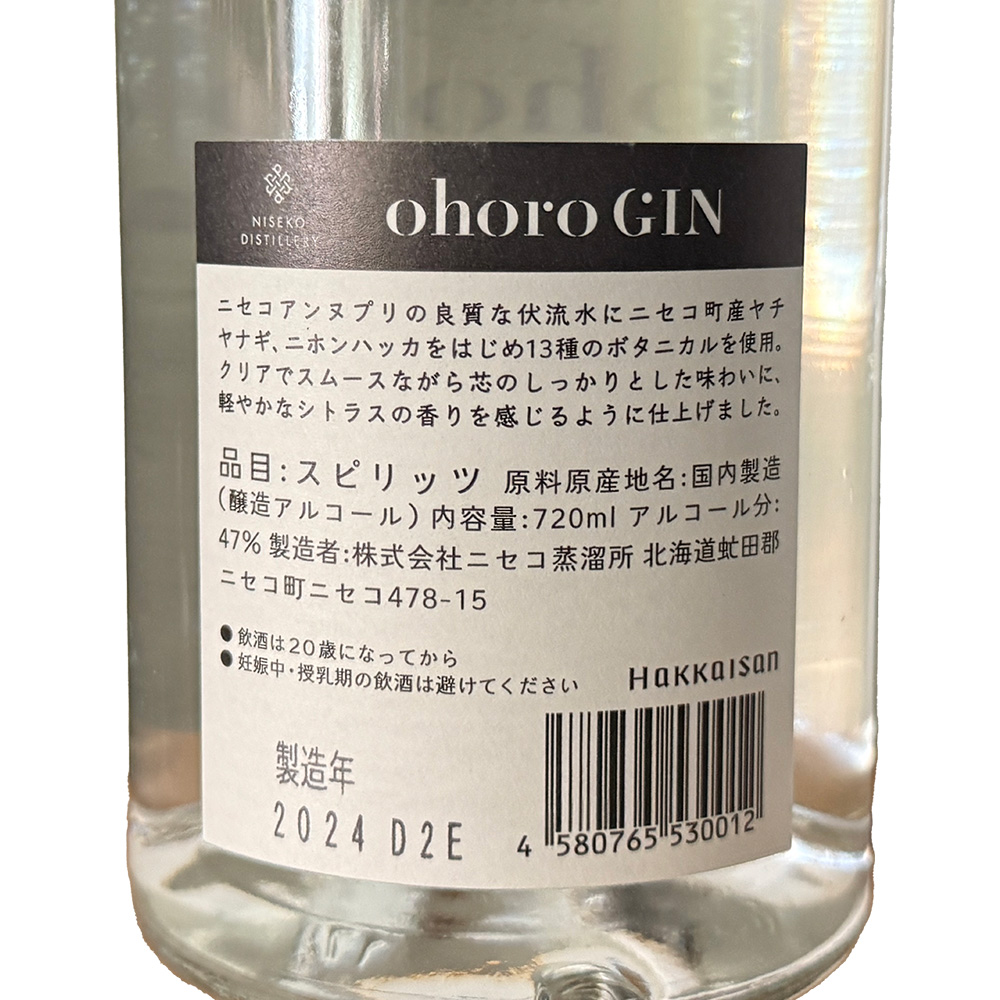 NISEKO
DISTILLERY
ohoro GIN
ニセコアンヌプリの良質な伏流水にニセコ町産ヤチ
ヤナギ、ニホンハッカをはじめ13種のボタニカルを使用。
クリアでスムースながら芯のしっかりとした味わいに、
軽やかなシトラスの香りを感じるように仕上げました。
品目:スピリッツ 原料原産地名:国内製造
(醸造アルコール) 内容量:720ml アルコール分:
47% 製造者:株式会社ニセコ蒸溜所 北海道虻田郡
ニセコ町ニセコ478-15
●飲酒は20歳になってから
●妊娠中・授乳期の飲酒は避けてください
Hakkaisan
製造年
2024 D2E
4 580765 530012